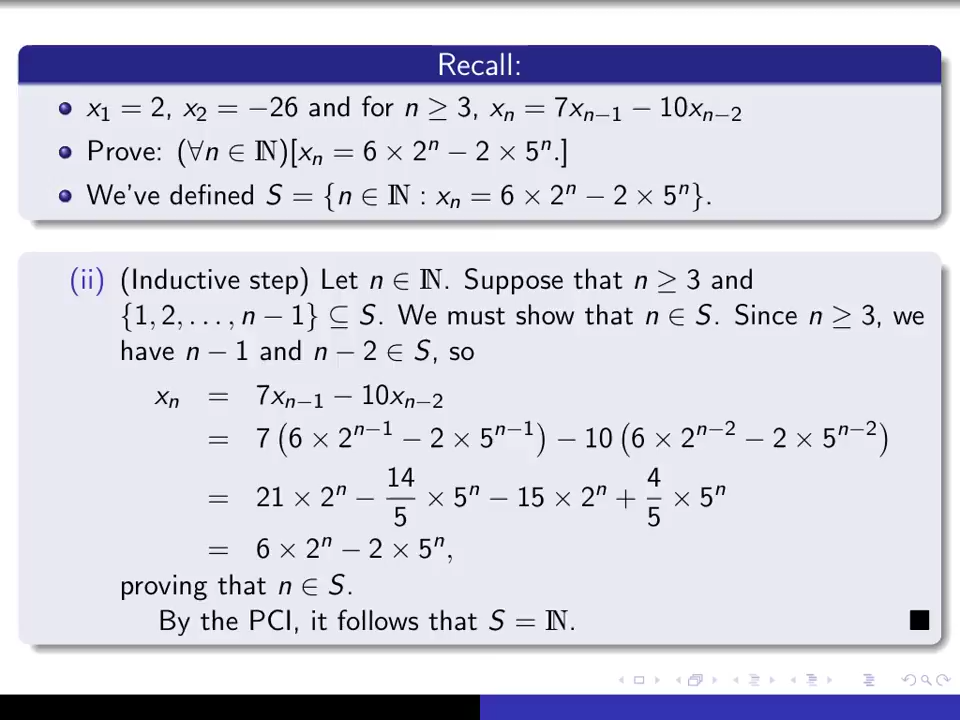 Recall:
x₁ = 2, x₂ = −26 and for n ≥ 3, xₙ = 7xₙ₋₁ − 10xₙ₋₂
Prove: (∀n ∈ ℕ)[xₙ = 6 × 2ⁿ − 2 × 5ⁿ.]
We've defined S = {n ∈ ℕ : xₙ = 6 × 2ⁿ − 2 × 5ⁿ}.
(ii) (Inductive step) Let n ∈ ℕ. Suppose that n ≥ 3 and
{1, 2, . . . , n − 1} ⊆ S. We must show that n ∈ S. Since n ≥ 3, we
have n − 1 and n − 2 ∈ S, so
xₙ = 7xₙ₋₁ − 10xₙ₋₂
= 7 (6 × 2ⁿ⁻¹ − 2 × 5ⁿ⁻¹) − 10 (6 × 2ⁿ⁻² − 2 × 5ⁿ⁻²)
= 21 × 2ⁿ − 14/5 × 5ⁿ − 15 × 2ⁿ + 4/5 × 5ⁿ
= 6 × 2ⁿ − 2 × 5ⁿ,
proving that n ∈ S.
By the PCI, it follows that S = ℕ. ■